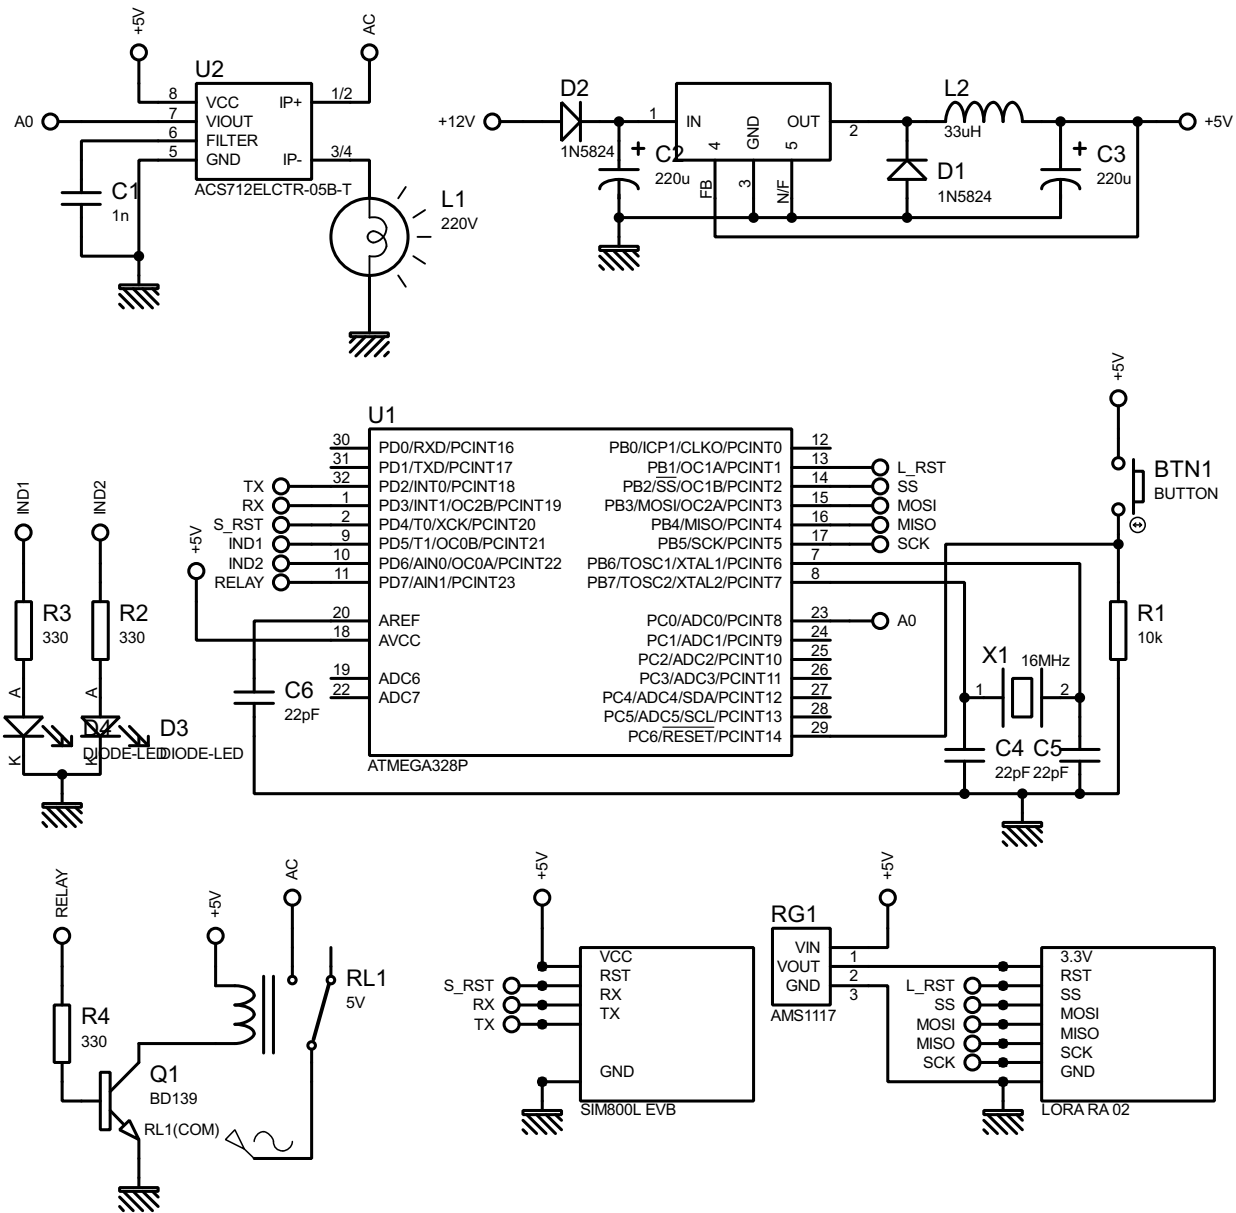 +5V
AC
U2
8 VCC IP+ 1/2
A0 7 VIOUT
6 FILTER
5 GND IP- 3/4
ACS712ELCTR-05B-T
C1
1n
L1
220V
D2
+12V
1N5824
C2
220u
1 IN OUT 2
GND
4 3 5
FB N/F
L2
33uH
+5V
D1
1N5824
C3
220u
U1
30 PD0/RXD/PCINT16
31 PD1/TXD/PCINT17
TX 32 PD2/INT0/PCINT18
RX 1 PD3/INT1/OC2B/PCINT19
S_RST 2 PD4/T0/XCK/PCINT20
IND1 9 PD5/T1/OC0B/PCINT21
IND2 10 PD6/AIN0/OC0A/PCINT22
RELAY 11 PD7/AIN1/PCINT23
20 AREF
18 AVCC
19 ADC6
22 ADC7
PB0/ICP1/CLKO/PCINT0 12
PB1/OC1A/PCINT1 13 L_RST
PB2/SS/OC1B/PCINT2 14 SS
PB3/MOSI/OC2A/PCINT3 15 MOSI
PB4/MISO/PCINT4 16 MISO
PB5/SCK/PCINT5 17 SCK
PB6/TOSC1/XTAL1/PCINT6 7
PB7/TOSC2/XTAL2/PCINT7 8
PC0/ADC0/PCINT8 23 A0
PC1/ADC1/PCINT9 24
PC2/ADC2/PCINT10 25
PC3/ADC3/PCINT11 26
PC4/ADC4/SDA/PCINT12 27
PC5/ADC5/SCL/PCINT13 28
PC6/RESET/PCINT14 29
ATMEGA328P
+5V
C6
22pF
IND1
IND2
R3
330
R2
330
A
A
D4
DIODE-LED
D3
DIODE-LED
K
K
+5V
BTN1
BUTTON
R1
10k
X1
16MHz
1 2
C4
22pF
C5
22pF
RELAY
R4
330
+5V
AC
RL1
5V
Q1
BD139
RL1(COM)
+5V
VCC
S_RST RST
RX RX
TX TX
GND
SIM800L EVB
+5V
RG1
VIN 1
VOUT 2
GND 3
AMS1117
3.3V
L_RST RST
SS SS
MOSI MOSI
MISO MISO
SCK SCK
GND
LORA RA 02